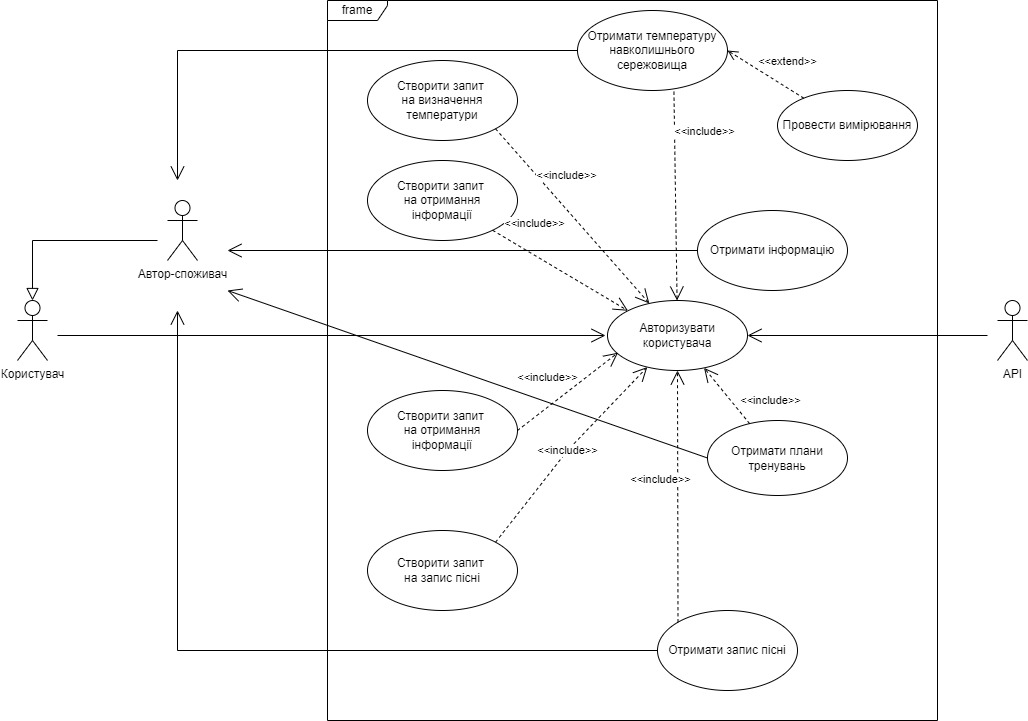 frame
Отримати температуру
навколишнього
сережовища
<<extend>>
Створити запит
на визначення
температури
Провести вимірювання
<<include>>
<<include>>
Створити запит
на отримання
інформації
<<include>>
Отримати інформацію
Автор-споживач
Авторизувати
користувача
Користувач
API
<<include>>
<<include>>
Створити запит
на отримання
інформації
<<include>>
Отримати плани
тренувань
<<include>>
Створити запит
на запис пісні
Отримати запис пісні